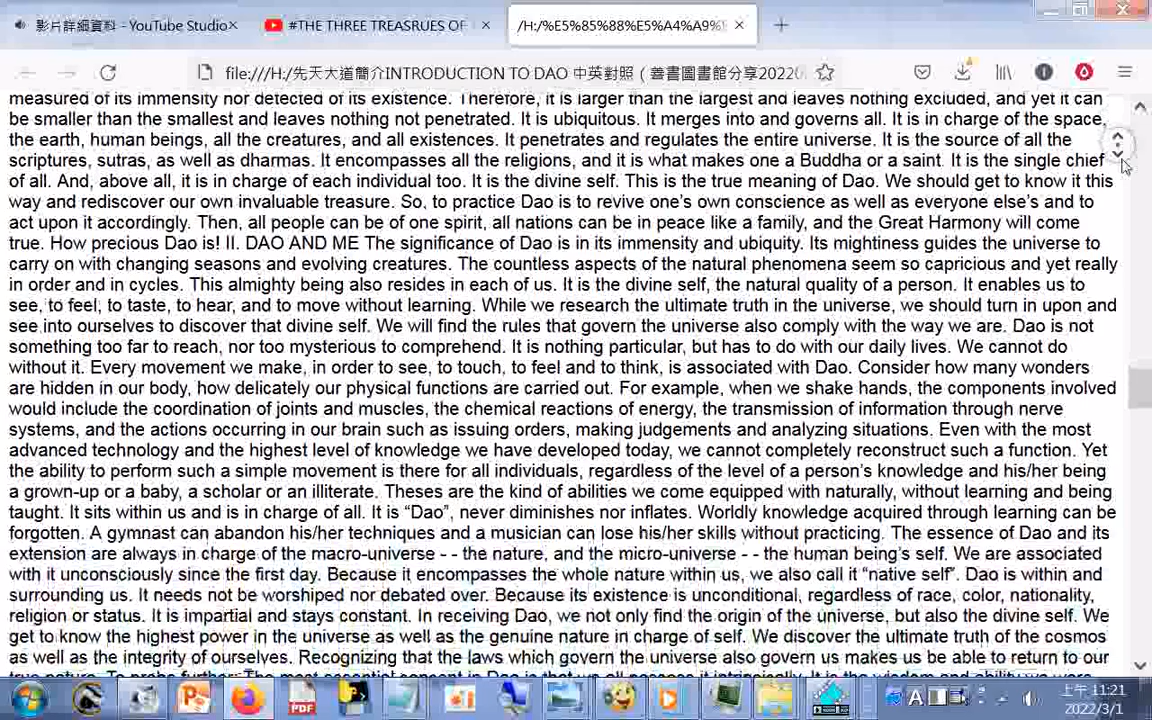 影片詳細資料 - YouTube Studio
#THE THREE TREASRUES OF
/H:/%E5%85%88%E5%A4%A9%
file:///H:/先天大道簡介INTRODUCTION TO DAO 中英對照（善書圖書館分享20220
measured of its immensity nor detected of its existence. Therefore, it is larger than the largest and leaves nothing excluded, and yet it can
be smaller than the smallest and leaves nothing not penetrated. It is ubiquitous. It merges into and governs all. It is in charge of the space,
the earth, human beings, all the creatures, and all existences. It penetrates and regulates the entire universe. It is the source of all the
scriptures, sutras, as well as dharmas. It encompasses all the religions, and it is what makes one a Buddha or a saint. It is the single chief
of all. And, above all, it is in charge of each individual too. It is the divine self. This is the true meaning of Dao. We should get to know it this
way and rediscover our own invaluable treasure. So, to practice Dao is to revive one's own conscience as well as everyone else's and to
act upon it accordingly. Then, all people can be of one spirit, all nations can be in peace like a family, and the Great Harmony will come
true. How precious Dao is! II. DAO AND ME The significance of Dao is in its immensity and ubiquity. Its mightiness guides the universe to
carry on with changing seasons and evolving creatures. The countless aspects of the natural phenomena seem so capricious and yet really
in order and in cycles. This almighty being also resides in each of us. It is the divine self, the natural quality of a person. It enables us to
see, to feel, to taste, to hear, and to move without learning. While we research the ultimate truth in the universe, we should turn in upon and
see into ourselves to discover that divine self. We will find the rules that govern the universe also comply with the way we are. Dao is not
something too far to reach, nor too mysterious to comprehend. It is nothing particular, but has to do with our daily lives. We cannot do
without it. Every movement we make, in order to see, to touch, to feel and to think, is associated with Dao. Consider how many wonders
are hidden in our body, how delicately our physical functions are carried out. For example, when we shake hands, the components involved
would include the coordination of joints and muscles, the chemical reactions of energy, the transmission of information through nerve
systems, and the actions occurring in our brain such as issuing orders, making judgements and analyzing situations. Even with the most
advanced technology and the highest level of knowledge we have developed today, we cannot completely reconstruct such a function. Yet
the ability to perform such a simple movement is there for all individuals, regardless of the level of a person's knowledge and his/her being
a grown-up or a baby, a scholar or an illiterate. Theses are the kind of abilities we come equipped with naturally, without learning and being
taught. It sits within us and is in charge of all. It is “Dao”, never diminishes nor inflates. Worldly knowledge acquired through learning can be
forgotten. A gymnast can abandon his/her techniques and a musician can lose his/her skills without practicing. The essence of Dao and its
extension are always in charge of the macro-universe - - the nature, and the micro-universe - - the human being's self. We are associated
with it unconsciously since the first day. Because it encompasses the whole nature within us, we also call it “native self”. Dao is within and
surrounding us. It needs not be worshiped nor debated over. Because its existence is unconditional, regardless of race, color, nationality,
religion or status. It is impartial and stays constant. In receiving Dao, we not only find the origin of the universe, but also the divine self. We
get to know the highest power in the universe as well as the genuine nature in charge of self. We discover the ultimate truth of the cosmos
as well as the integrity of ourselves. Recognizing that the laws which govern the universe also govern us makes us be able to return to our
true nature. To probe further: The most essential concept in Dao is that we all possess it intrinsically. It is the wisdom and ability we were
PDF
A
上午 11:21
2022/3/1